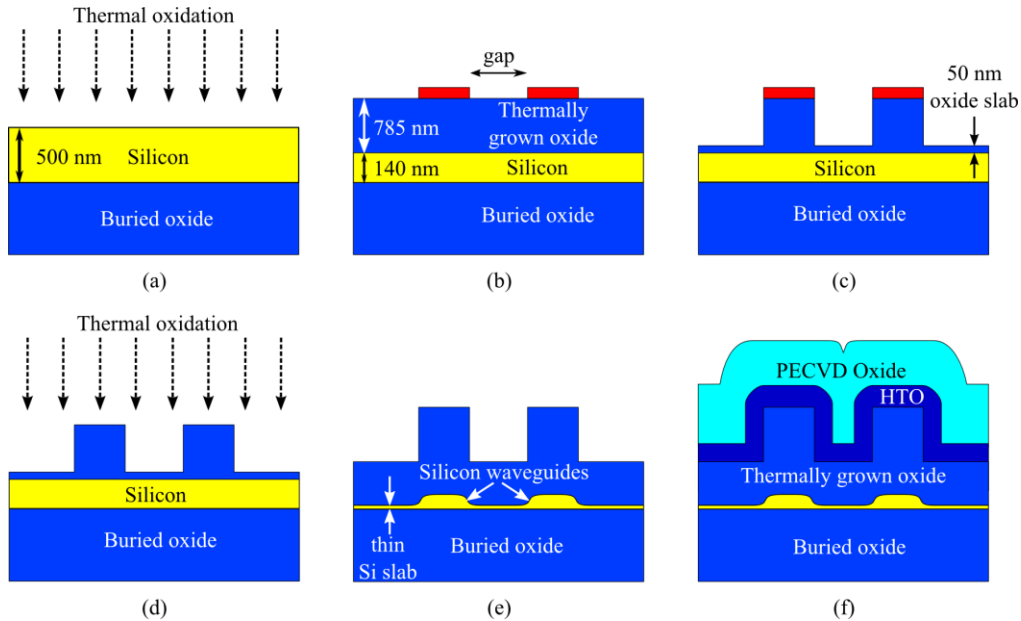 Thermal oxidation
500 nm
Silicon
Buried oxide
(a)
gap
785 nm
Thermally
grown oxide
140 nm
Silicon
Buried oxide
(b)
50 nm
oxide slab
Silicon
Buried oxide
(c)
Thermal oxidation
Silicon
Buried oxide
(d)
Silicon waveguides
thin
Si slab
Buried oxide
(e)
PECVD Oxide
HTO
Thermally grown oxide
Buried oxide
(f)